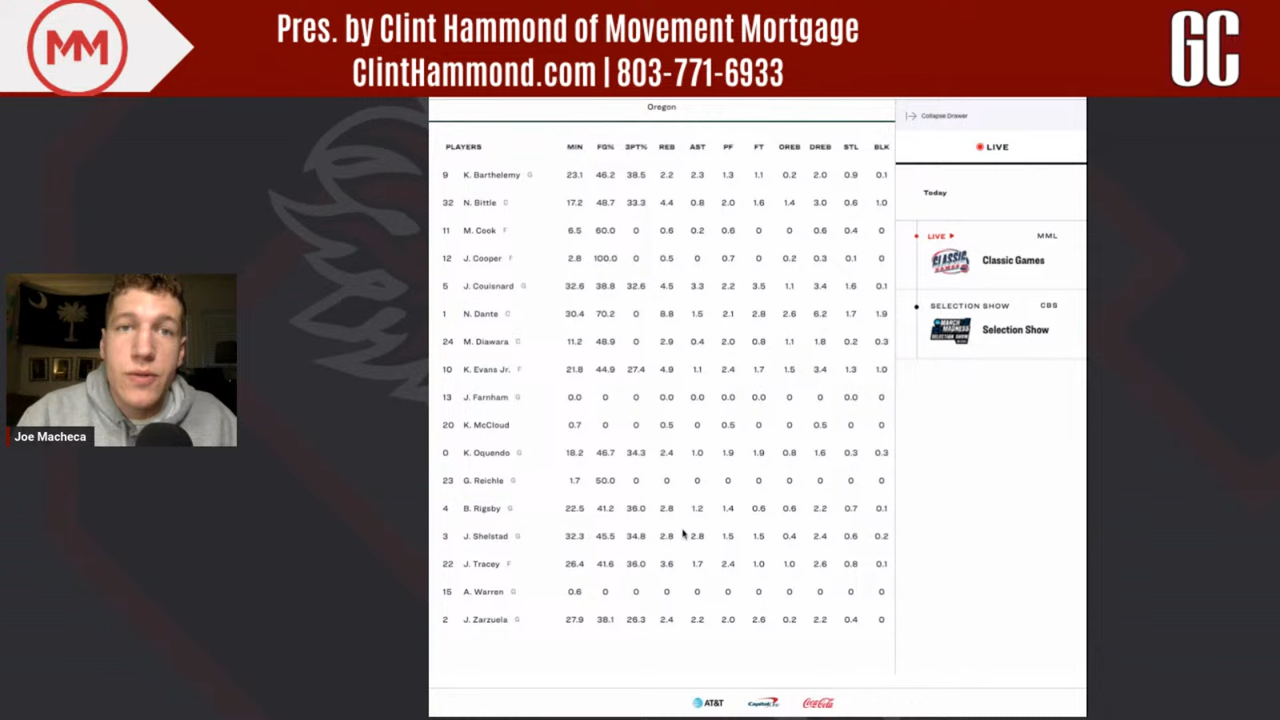 MM
Pres. by Clint Hammond of Movement Mortgage
ClintHammond.com | 803-771-6933
GC
Oregon
PLAYERS MIN FG% 3PT% REB AST PF FT OREB DREB STL BLK
9 K. Barthelemy G 23.1 46.2 38.5 2.2 2.3 1.3 1.1 0.2 2.0 0.9 0.1
32 N. Bittle C 17.2 48.7 33.3 4.4 0.8 2.0 1.6 1.4 3.0 0.6 1.0
11 M. Cook F 6.5 60.0 0 0.6 0.2 0.6 0 0 0.6 0.4 0
12 J. Cooper F 2.8 100.0 0 0.5 0 0.7 0 0.2 0.3 0.1 0
5 J. Couisnard G 32.6 38.8 32.6 4.5 3.3 2.2 3.5 1.1 3.4 1.6 0.1
1 N. Dante C 30.4 70.2 0 8.8 1.5 2.1 2.8 2.6 6.2 1.7 1.9
24 M. Diawara C 11.2 48.9 0 2.9 0.4 2.0 0.8 1.1 1.8 0.2 0.3
10 K. Evans Jr. F 21.8 44.9 27.4 4.9 1.1 2.4 1.7 1.5 3.4 1.3 1.0
13 J. Farnham G 0.0 0 0 0.0 0.0 0.0 0.0 0 0 0.0 0
20 K. McCloud 0.7 0 0 0.5 0 0.5 0 0 0.5 0 0
0 K. Oquendo G 18.2 46.7 34.3 2.4 1.0 1.9 1.9 0.8 1.6 0.3 0.3
23 G. Reichle G 1.7 50.0 0 0 0 0 0 0 0 0 0
4 B. Rigsby G 22.5 41.2 36.0 2.8 1.2 1.4 0.6 0.6 2.2 0.7 0.1
3 J. Shelstad G 32.3 45.5 34.8 2.8 2.8 1.5 1.5 0.4 2.4 0.6 0.2
22 J. Tracey F 26.4 41.6 36.0 3.6 1.7 2.4 1.0 1.0 2.6 0.8 0.1
15 A. Warren G 0.6 0 0 0 0 0 0 0 0 0 0
2 J. Zarzuela G 27.9 38.1 26.3 2.4 2.2 2.0 2.6 0.2 2.2 0.4 0
Collapse Drawer
LIVE
Today
LIVE MML
CLASSIC GAMES
Classic Games
SELECTION SHOW CBS
MARCH MADNESS SELECTION SHOW
Selection Show
Joe Macheca
AT&T Capital One Coca-Cola